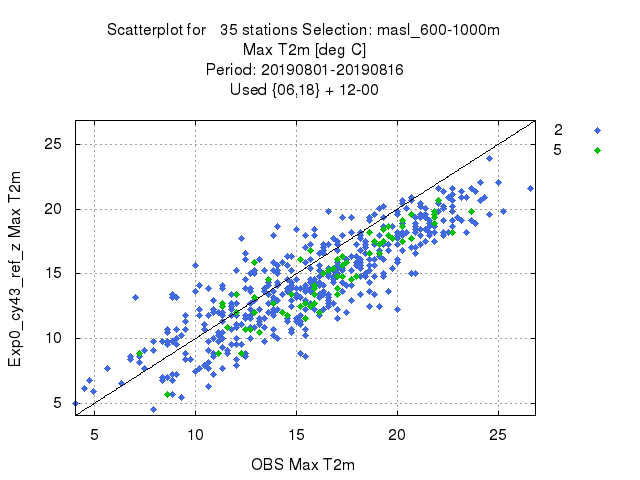 Scatterplot for 35 stations Selection: masl_600-1000m
Max T2m [deg C]
Period: 20190801-20190816
Used {06,18} + 12-00
2
5
25
20
15
10
5
Exp0_cy43_ref_z Max T2m
5 10 15 20 25
OBS Max T2m